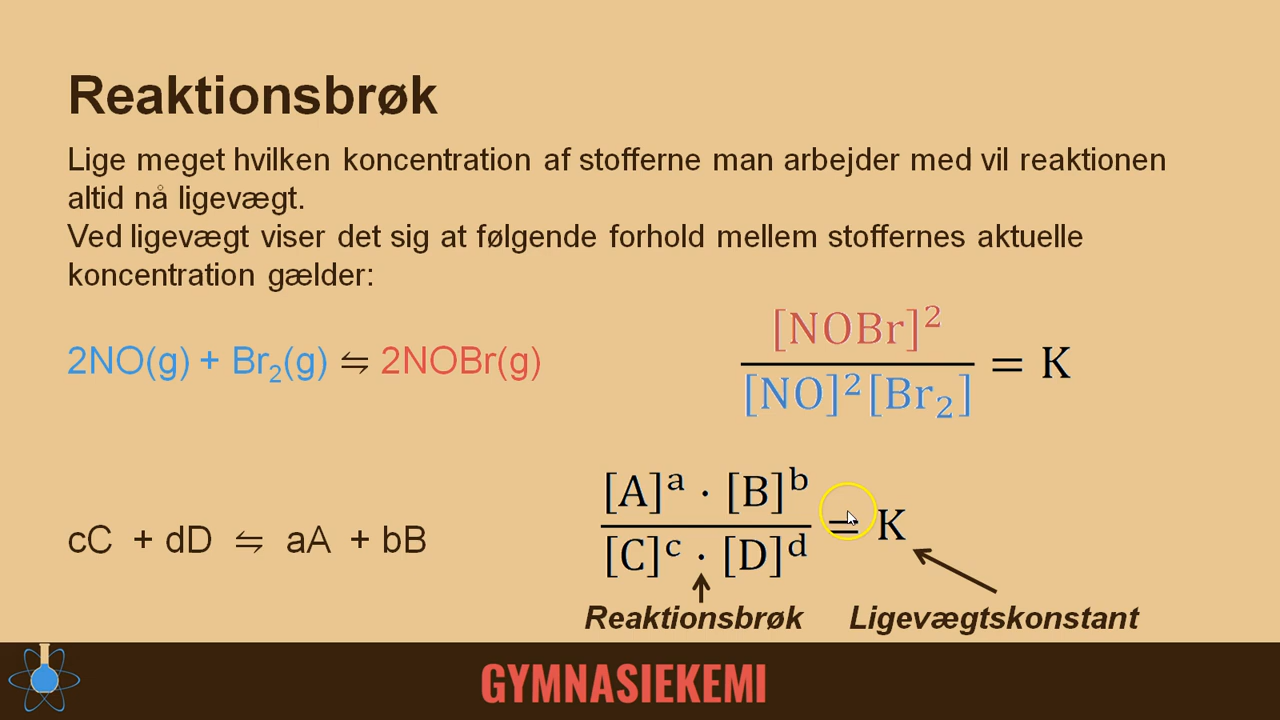 Reaktionsbrøk
Lige meget hvilken koncentration af stofferne man arbejder med vil reaktionen
altid nå ligevægt.
Ved ligevægt viser det sig at følgende forhold mellem stoffernes aktuelle
koncentration gælder:
2NO(g) + Br₂(g) ⇋ 2NOBr(g)
[NOBr]²
[NO]²[Br₂]
= K
cC + dD ⇋ aA + bB
[A]ᵃ · [B]ᵇ
[C]ᶜ · [D]ᵈ
= K
Reaktionsbrøk
Ligevægtskonstant
GYMNASIEKEMI